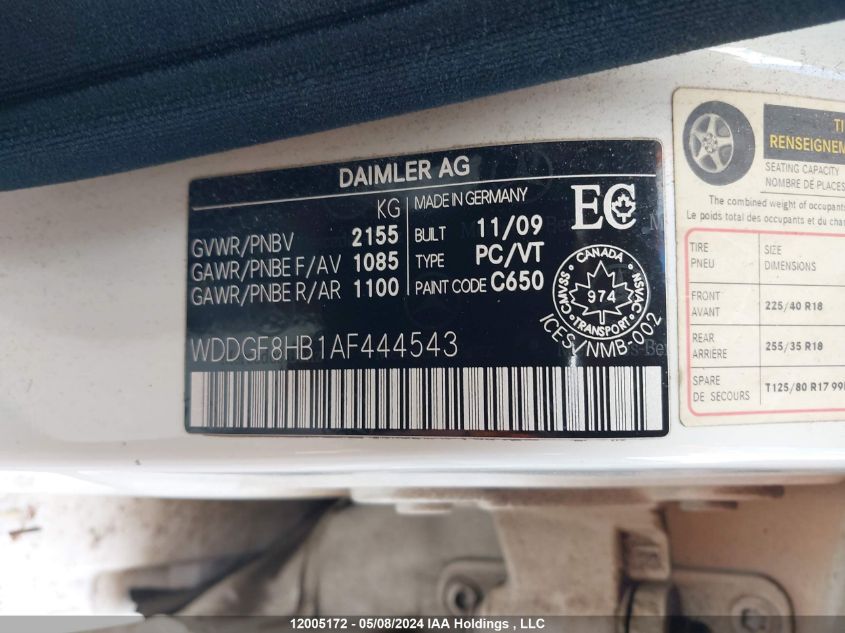 DAIMLER AG
KG
GVWR/PNBV 2155
GAWR/PNBE F/AV 1085
GAWR/PNBE R/AR 1100
MADE IN GERMANY
BUILT 11/09
TYPE PC/VT
PAINT CODE C650
EC
CANADA
CMVSS
974
NSVAC
TRANSPORT
ICES/NMB-002
WDDGF8HB1AF444543
RENSEIGNEM
SEATING CAPACITY
NOMBRE DE PLACES
The combined weight of occupants
Le poids total des occupants et du char
TIRE
PNEU
SIZE
DIMENSIONS
FRONT
AVANT
225/40 R18
REAR
ARRIÈRE
255/35 R18
SPARE
DE SECOURS
T125/80 R17 99
12005172 - 05/08/2024 IAA Holdings , LLC